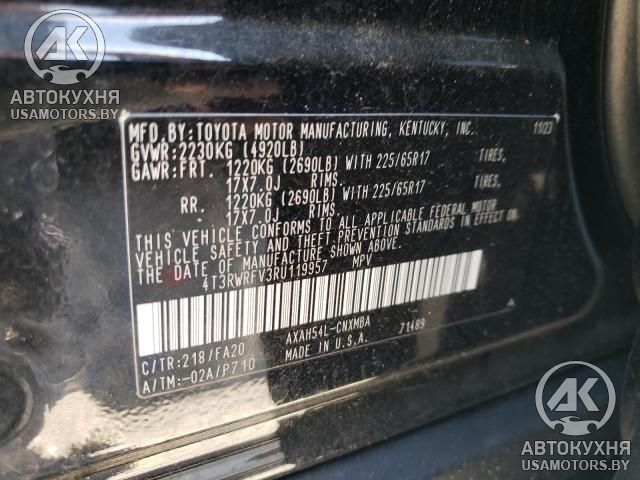 AK
АВТОКУХНЯ
USAMOTORS.BY
MFD.BY:TOYOTA MOTOR MANUFACTURING, KENTUCKY, INC. 11/23
GVWR:2230KG (4920LB)
GAWR:FRT. 1220KG (2690LB) WITH 225/65R17 TIRES,
17X7.0J RIMS
RR. 1220KG (2690LB) WITH 225/65R17 TIRES,
17X7.0J RIMS
THIS VEHICLE CONFORMS TO ALL APPLICABLE FEDERAL MOTOR
VEHICLE SAFETY AND THEFT PREVENTION STANDARDS IN EFFECT ON
THE DATE OF MANUFACTURE SHOWN ABOVE.
4T3RWRFV3RU119957 MPV
A
C/TR:218/FA20 AXAH54L-CNXMBA 71489
A/TM:-02A/P710 MADE IN U.S.A.
AK
АВТОКУХНЯ
USAMOTORS.BY